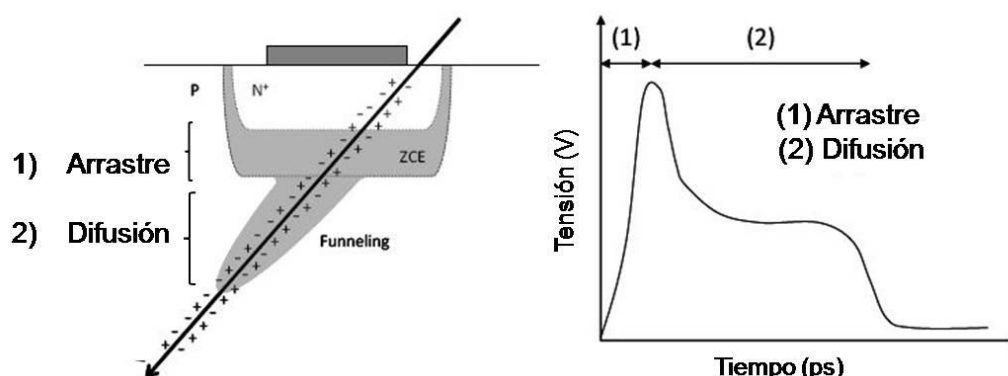 P
N⁺
ZCE
1) Arrastre
2) Difusión
Funneling
(1)
(2)
(1) Arrastre
(2) Difusión
Tensión (V)
Tiempo (ps)